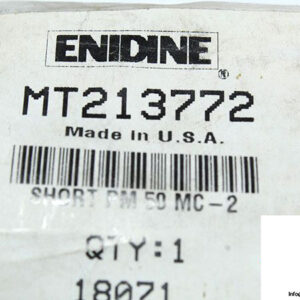 ENIDINE
MT213772
Made in U.S.A.
SHORT PM 50 MC-2
QTY:1
18071